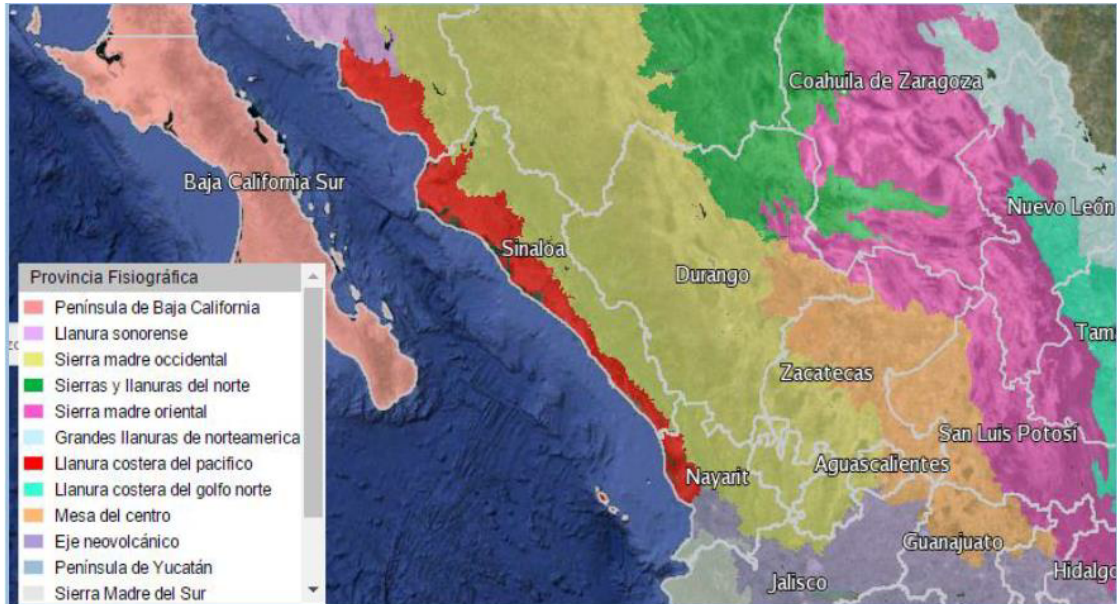 Coahuila de Zaragoza
Baja California Sur
Nuevo León
Sinaloa
Durango
Provincia Fisiográfica
Península de Baja California
Llanura sonorense
Sierra madre occidental
Sierras y llanuras del norte
Sierra madre oriental
Grandes llanuras de norteamerica
Llanura costera del pacifico
Llanura costera del golfo norte
Mesa del centro
Eje neovolcánico
Península de Yucatán
Sierra Madre del Sur
Tam
Zacatecas
San Luis Potosí
Nayarit
Aguascalientes
Guanajuato
Jalisco
Hidalgo